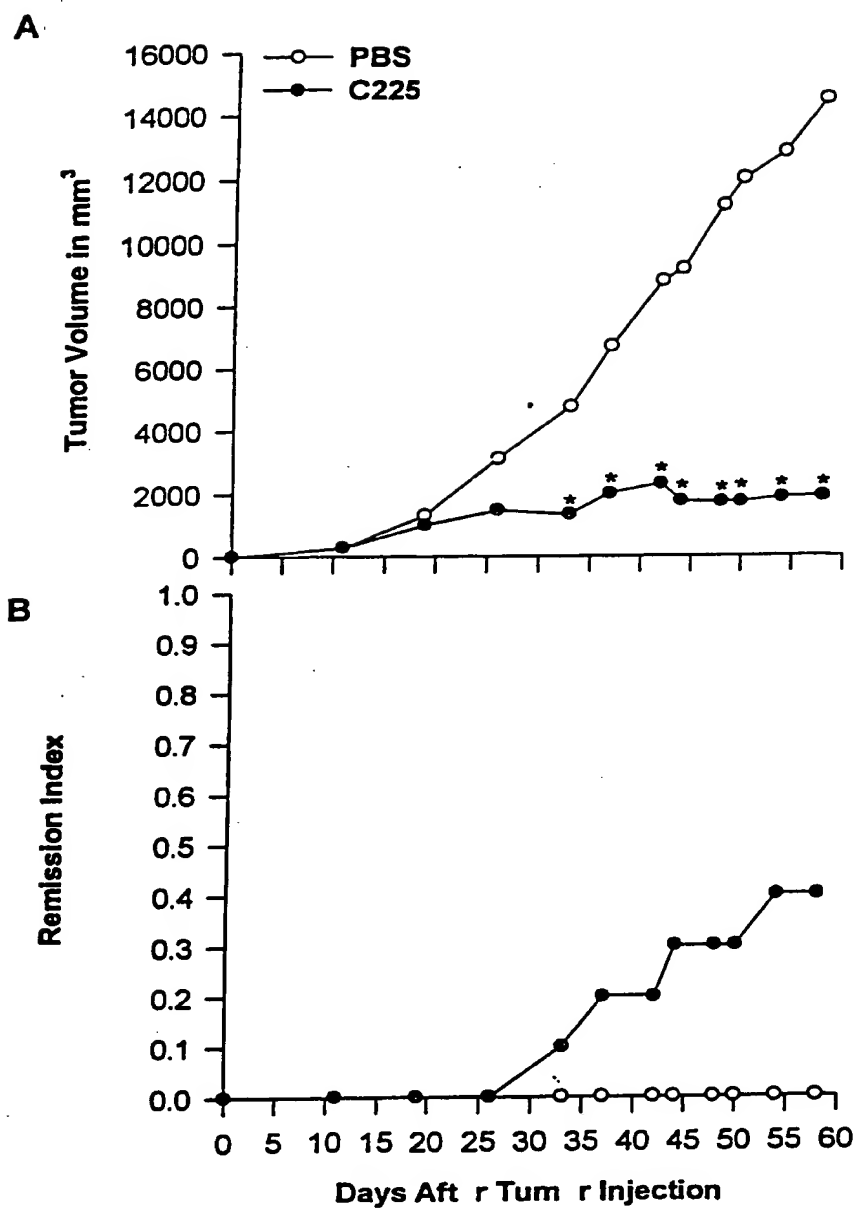 A
PBS
C225
16000
14000
12000
10000
8000
6000
4000
2000
0
Tumor Volume in mm³
* * * * * * * *
B
1.0
0.9
0.8
0.7
0.6
0.5
0.4
0.3
0.2
0.1
0.0
Remission Index
0 5 10 15 20 25 30 35 40 45 50 55 60
Days Aft r Tum r Injection